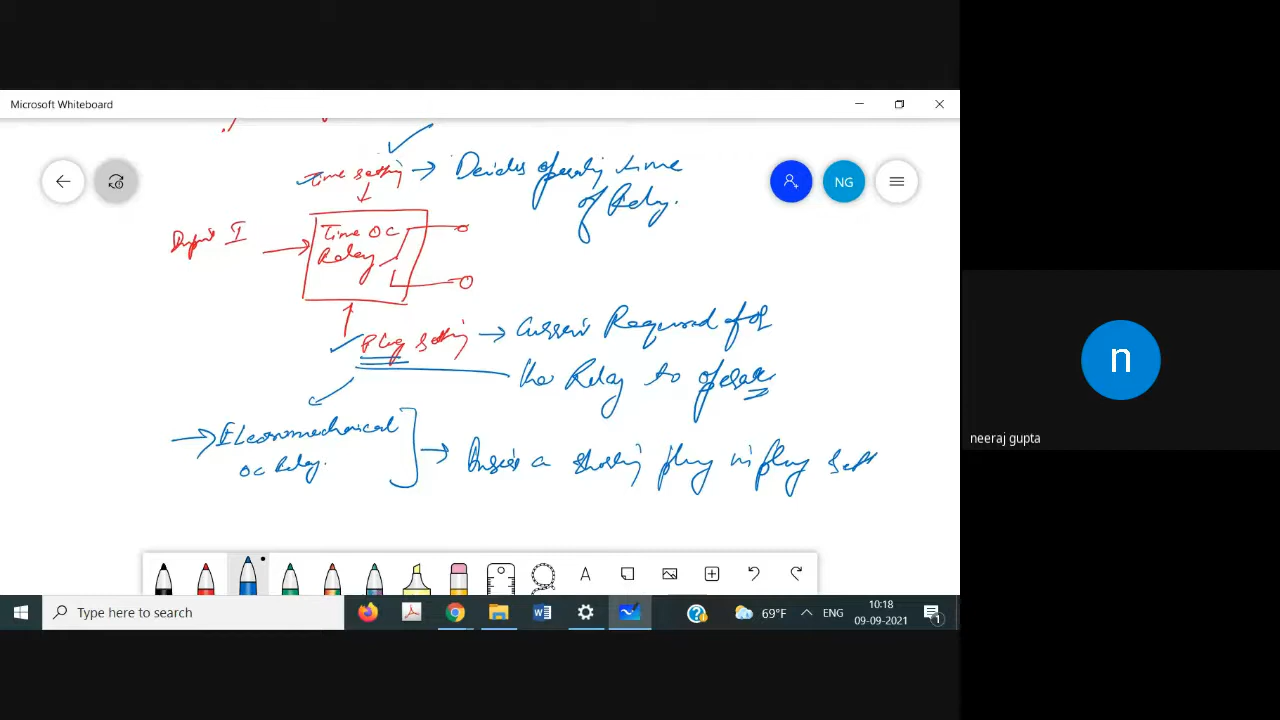 Microsoft Whiteboard
Time setting → Decides operating time
of Relay.
NG
Input I
Time OC
Relay
Plug setting → Current Required for
the Relay to operate
n
neeraj gupta
→ Electromechanical
OC Relay.
→ Insert a shorting plug in plug sett
A
Type here to search
69°F
ENG
10:18
09-09-2021
1